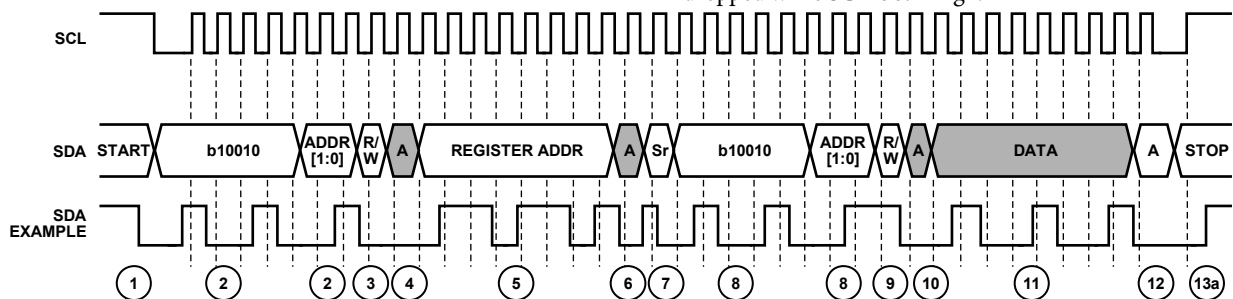 SCL
SDA START b10010 ADDR [1:0] R/W A REGISTER ADDR A Sr b10010 ADDR [1:0] R/W A DATA A STOP
SDA EXAMPLE
1 2 2 3 4 5 6 7 8 8 9 10 11 12 13a